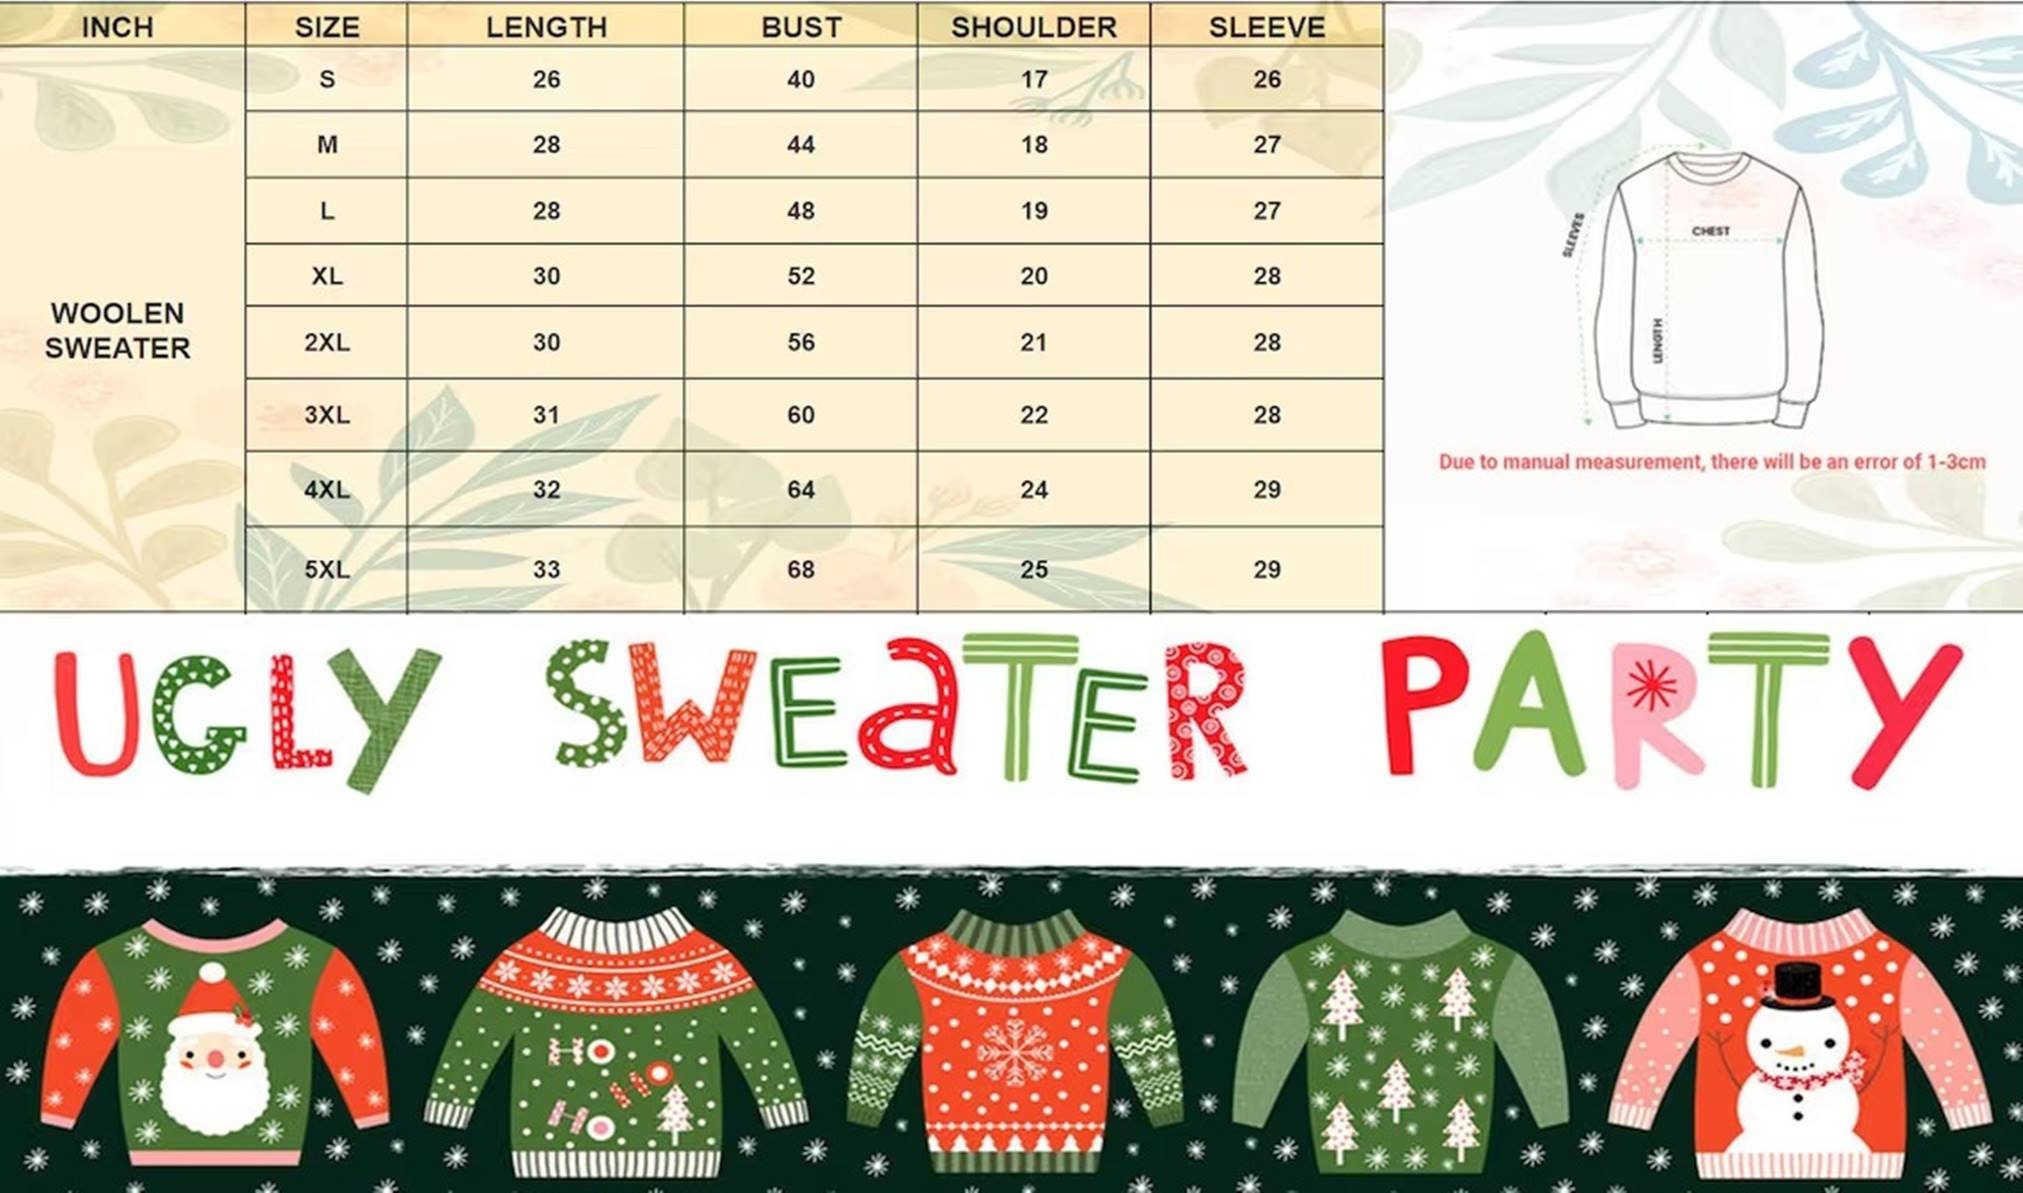 INCH SIZE LENGTH BUST SHOULDER SLEEVE
S 26 40 17 26
M 28 44 18 27
L 28 48 19 27
XL 30 52 20 28
WOOLEN
SWEATER
2XL 30 56 21 28
3XL 31 60 22 28
4XL 32 64 24 29
5XL 33 68 25 29
SLEEVES
CHEST
LENGTH
Due to manual measurement, there will be an error of 1-3cm
UGLY SWEaTER PARTY
HO
HO
HO